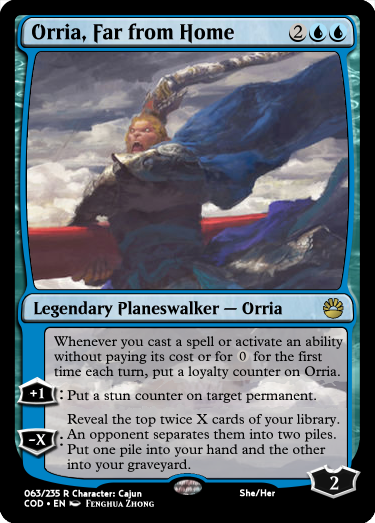 Orria, Far from Home 2
Legendary Planeswalker — Orria
Whenever you cast a spell or activate an ability
without paying its cost or for 0 for the first
time each turn, put a loyalty counter on Orria.
+1: Put a stun counter on target permanent.
Reveal the top twice X cards of your library.
-X: An opponent separates them into two piles.
Put one pile into your hand and the other
into your graveyard.
2
063/235 R Character: Cajun She/Her
COD • EN Fenghua Zhong